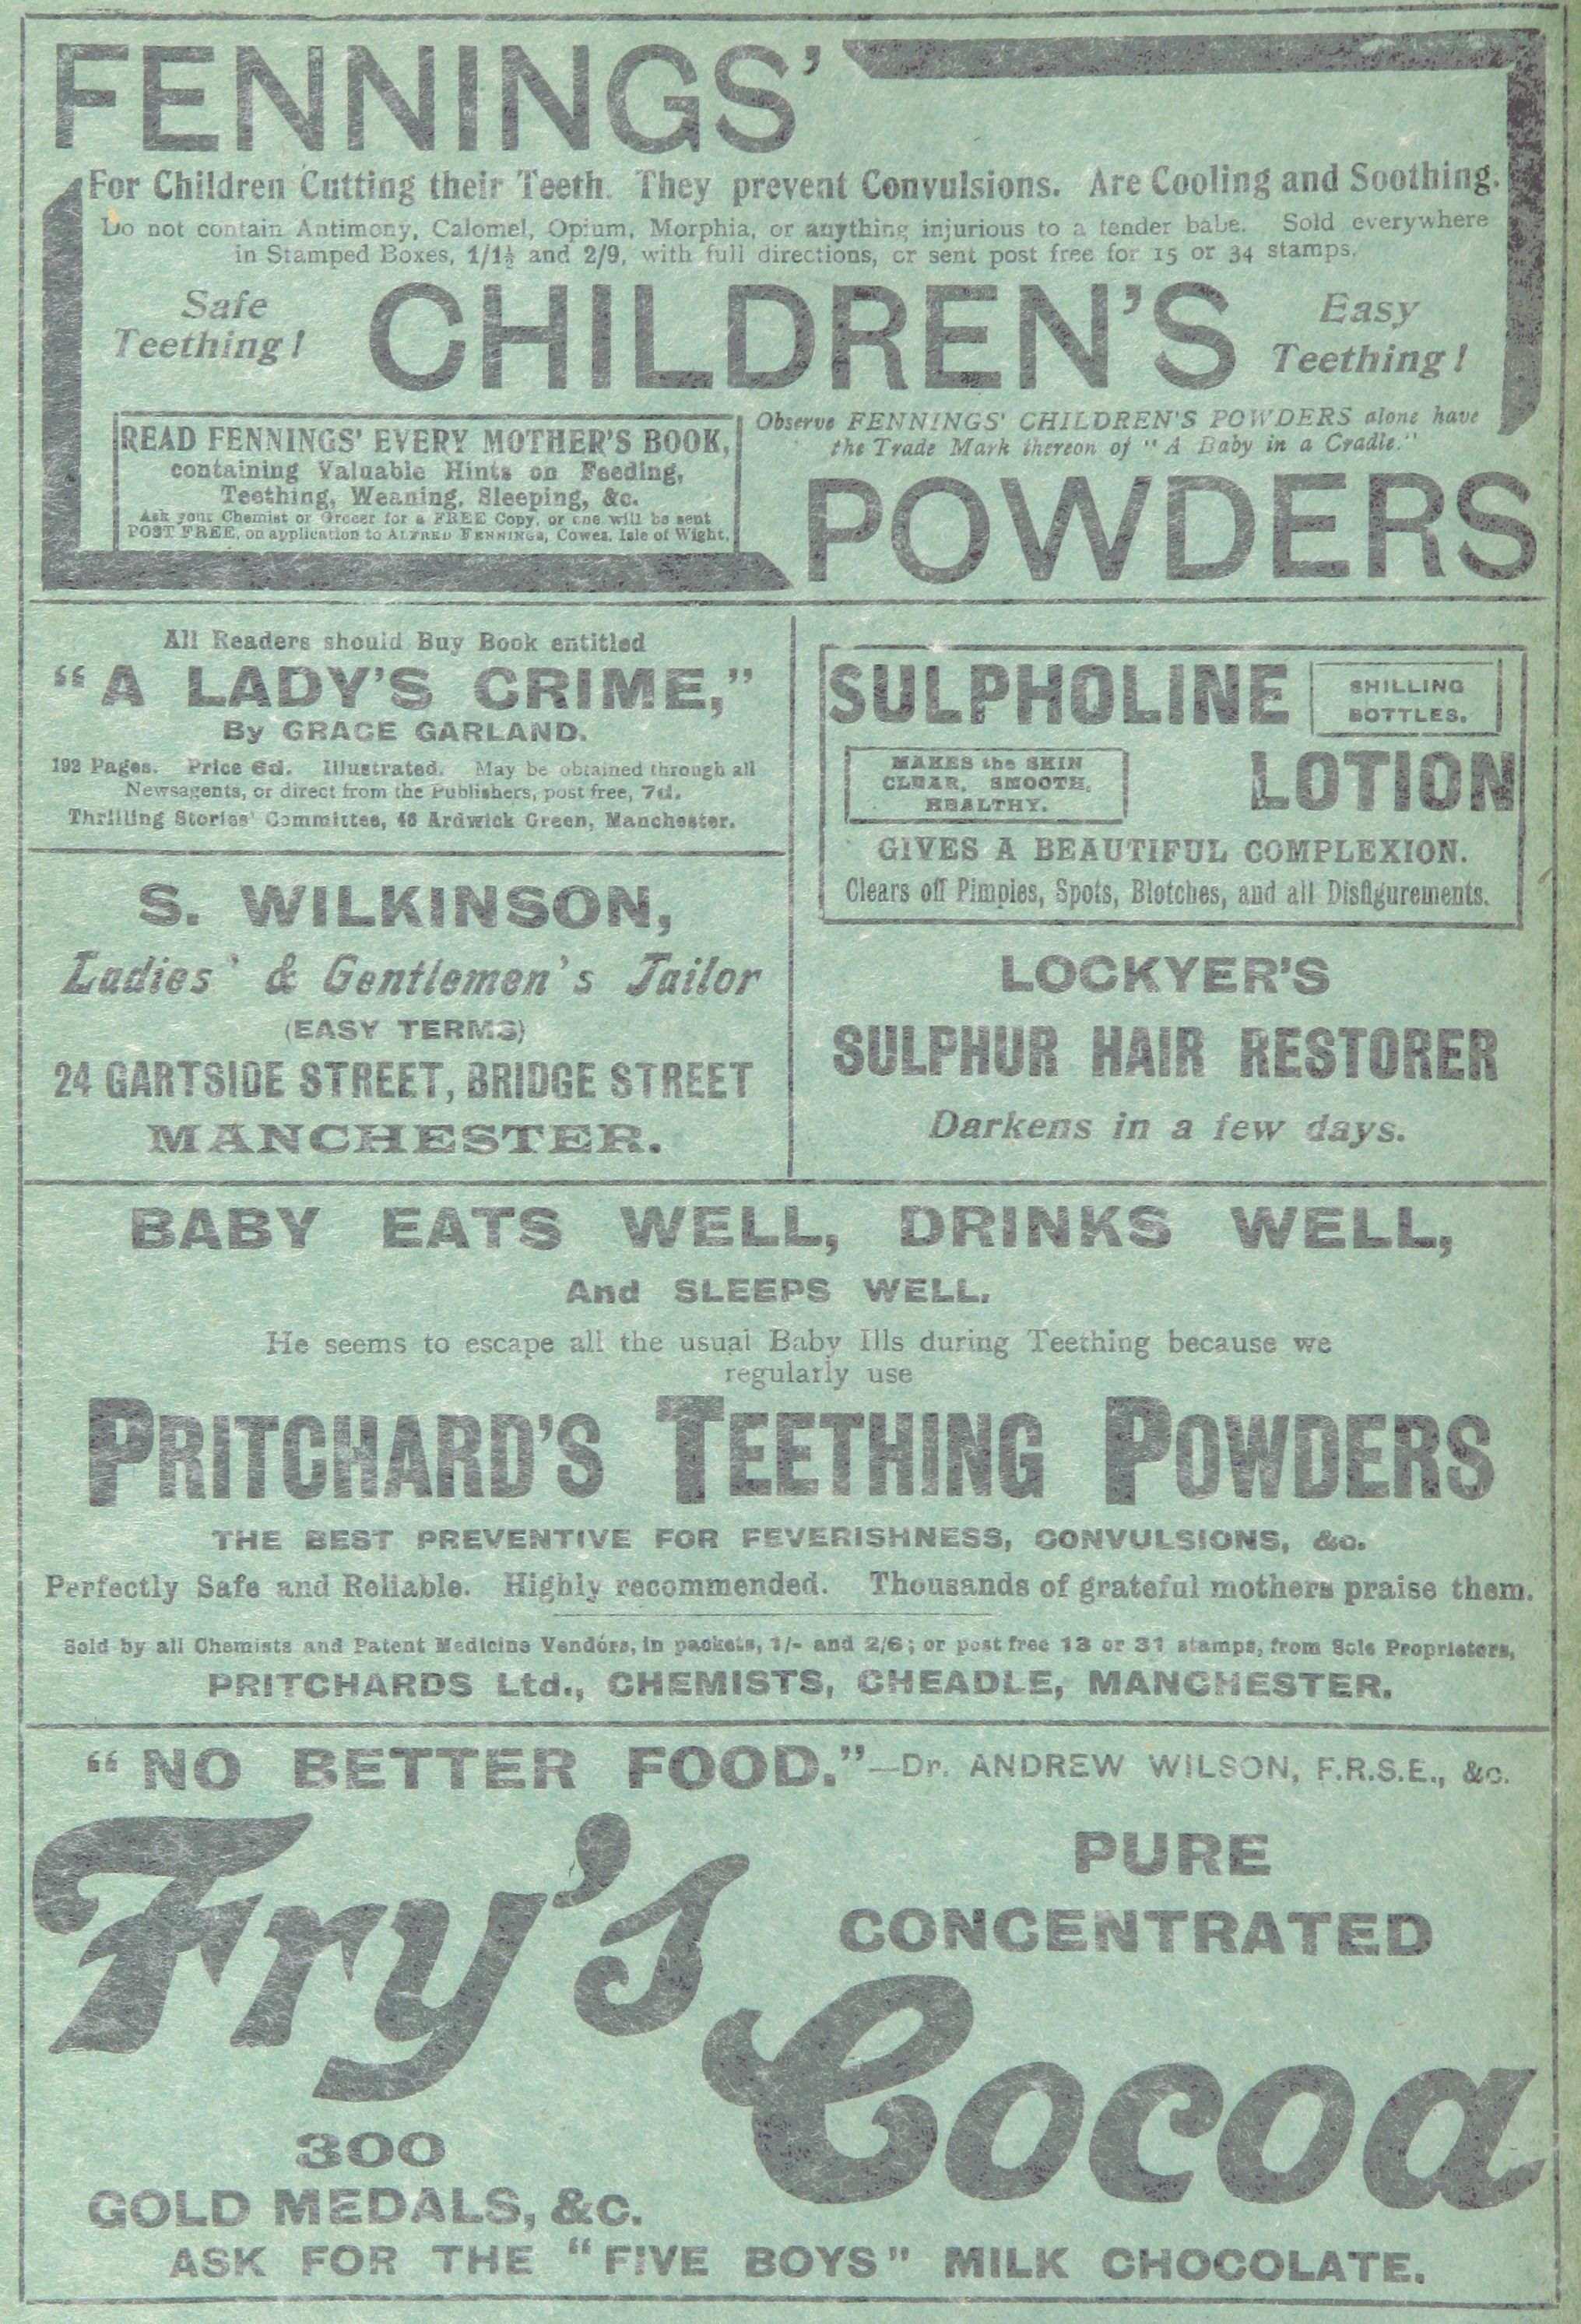 FENNINGS'
For Children Cutting their Teeth. They prevent Convulsions. Are Cooling and Soothing.
Do not contain Antimony, Calomel, Opium, Morphia, or anything injurious to a tender babe. Sold everywhere
in Stamped Boxes, 1/1½ and 2/9, with full directions, or sent post free for 15 or 34 stamps.
Safe
Teething!
CHILDREN'S
Easy
Teething!
READ FENNINGS' EVERY MOTHER'S BOOK,
containing Valuable Hints on Feeding,
Teething, Weaning, Sleeping, &c.
Ask your Chemist or Grocer for a FREE Copy, or one will be sent
POST FREE, on application to ALFRED FENNINGS, Cowes, Isle of Wight.
Observe FENNINGS' CHILDREN'S POWDERS alone have
the Trade Mark thereon of "A Baby in a Cradle."
POWDERS
All Readers should Buy Book entitled
"A LADY'S CRIME,"
By GRACE GARLAND.
192 Pages. Price 6d. Illustrated. May be obtained through all
Newsagents, or direct from the Publishers, post free, 7d.
Thrilling Stories' Committee, 46 Ardwick Green, Manchester.
S. WILKINSON,
Ladies' & Gentlemen's Tailor
(EASY TERMS)
24 GARTSIDE STREET, BRIDGE STREET
MANCHESTER.
SULPHOLINE
SHILLING
BOTTLES.
MAKES the SKIN
CLEAR, SMOOTH,
HEALTHY.
LOTION
GIVES A BEAUTIFUL COMPLEXION.
Clears off Pimples, Spots, Blotches, and all Disfigurements.
LOCKYER'S
SULPHUR HAIR RESTORER
Darkens in a few days.
BABY EATS WELL, DRINKS WELL,
And SLEEPS WELL.
He seems to escape all the usual Baby Ills during Teething because we
regularly use
PRITCHARD'S TEETHING POWDERS
THE BEST PREVENTIVE FOR FEVERISHNESS, CONVULSIONS, &c.
Perfectly Safe and Reliable. Highly recommended. Thousands of grateful mothers praise them.
Sold by all Chemists and Patent Medicine Vendors, in packets, 1/- and 2/6; or post free 13 or 31 stamps, from Sole Proprietors,
PRITCHARDS Ltd., CHEMISTS, CHEADLE, MANCHESTER.
"NO BETTER FOOD."—Dr. ANDREW WILSON, F.R.S.E., &c.
Fry's
PURE
CONCENTRATED
Cocoa
300
GOLD MEDALS, &c.
ASK FOR THE "FIVE BOYS" MILK CHOCOLATE.